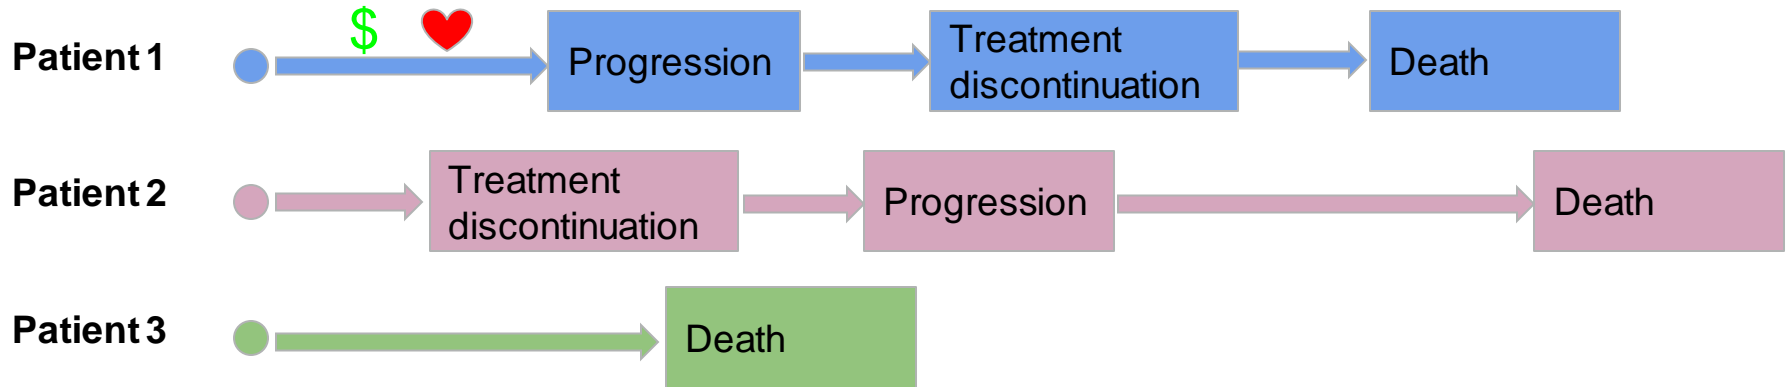 Patient 1
$
Progression
Treatment
discontinuation
Death
Patient 2
Treatment
discontinuation
Progression
Death
Patient 3
Death